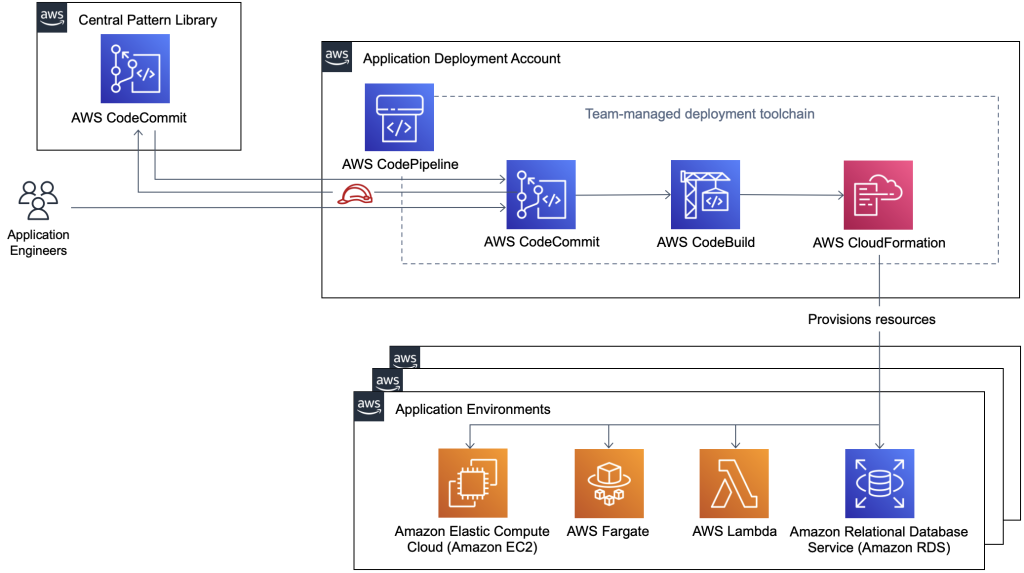 aws
Central Pattern Library
AWS CodeCommit
aws
Application Deployment Account
Team-managed deployment toolchain
AWS CodePipeline
Application
Engineers
AWS CodeCommit
AWS CodeBuild
AWS CloudFormation
Provisions resources
aws
aws
aws
Application Environments
Amazon Elastic Compute
Cloud (Amazon EC2)
AWS Fargate
AWS Lambda
Amazon Relational Database
Service (Amazon RDS)